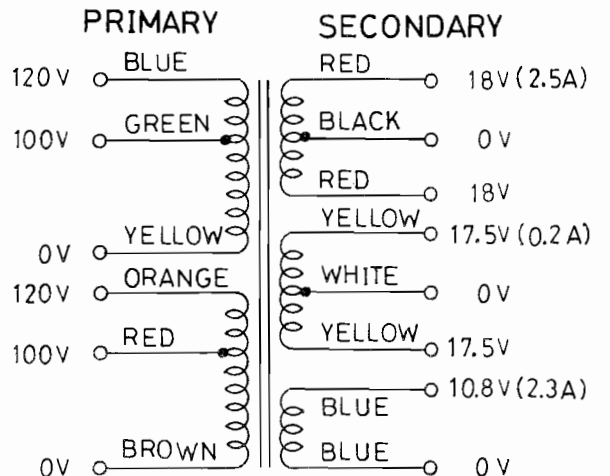 PRIMARY SECONDARY
120V BLUE RED 18V (2.5A)
100V GREEN BLACK 0V
RED 18V
0V YELLOW YELLOW 17.5V (0.2A)
120V ORANGE WHITE 0V
100V RED YELLOW 17.5V
BLUE 10.8V (2.3A)
0V BROWN BLUE 0V